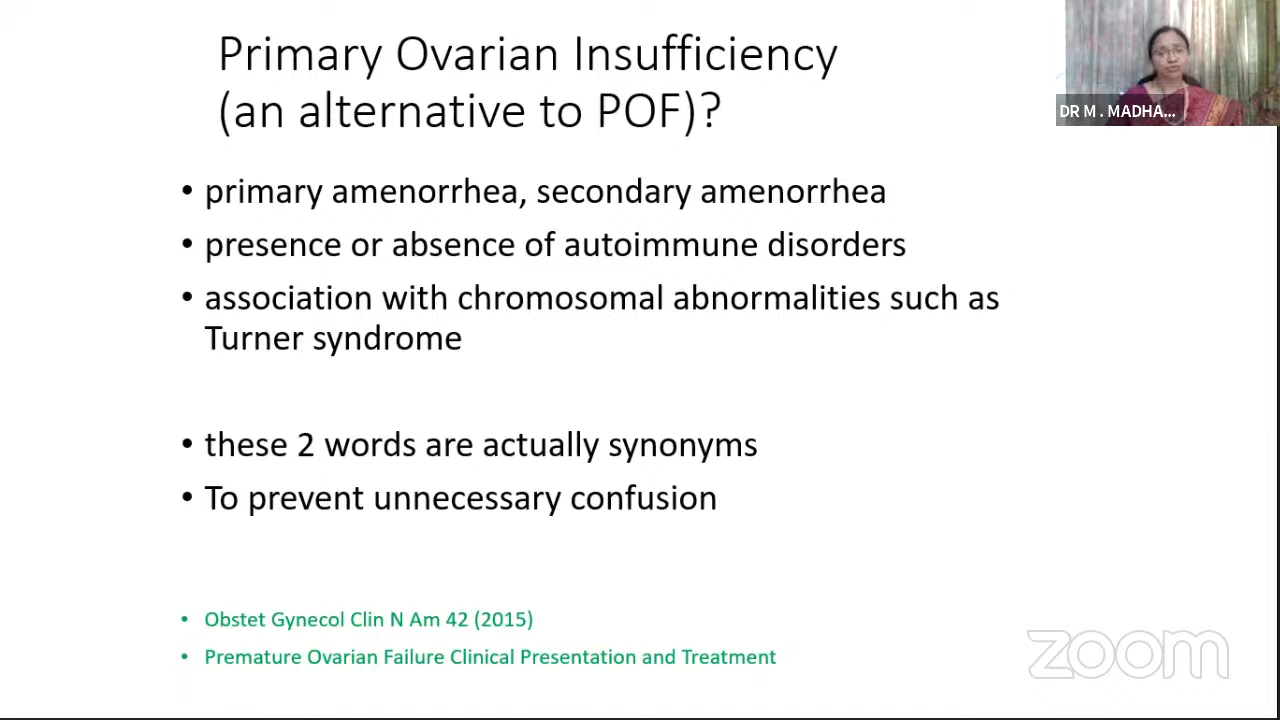 Primary Ovarian Insufficiency
(an alternative to POF)?
DR M . MADHA...
• primary amenorrhea, secondary amenorrhea
• presence or absence of autoimmune disorders
• association with chromosomal abnormalities such as
Turner syndrome
• these 2 words are actually synonyms
• To prevent unnecessary confusion
• Obstet Gynecol Clin N Am 42 (2015)
• Premature Ovarian Failure Clinical Presentation and Treatment
zoom